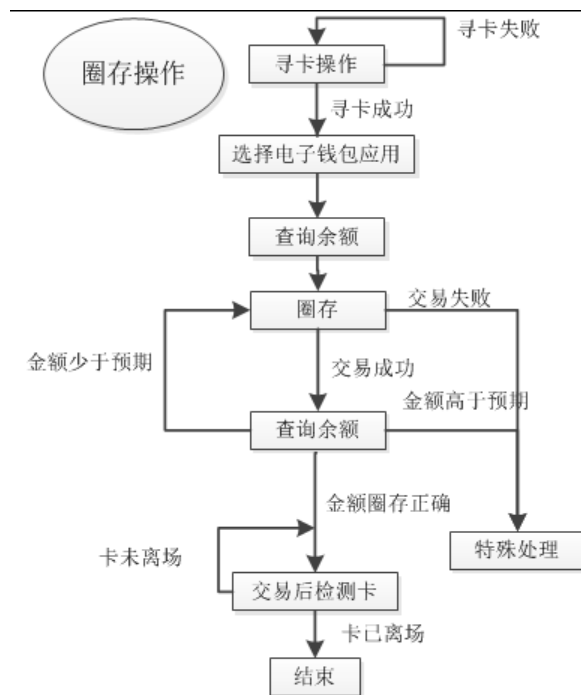 圈存操作
寻卡失败
寻卡操作
寻卡成功
选择电子钱包应用
查询余额
圈存
交易失败
金额少于预期
交易成功
金额高于预期
查询余额
金额圈存正确
特殊处理
卡未离场
交易后检测卡
卡已离场
结束